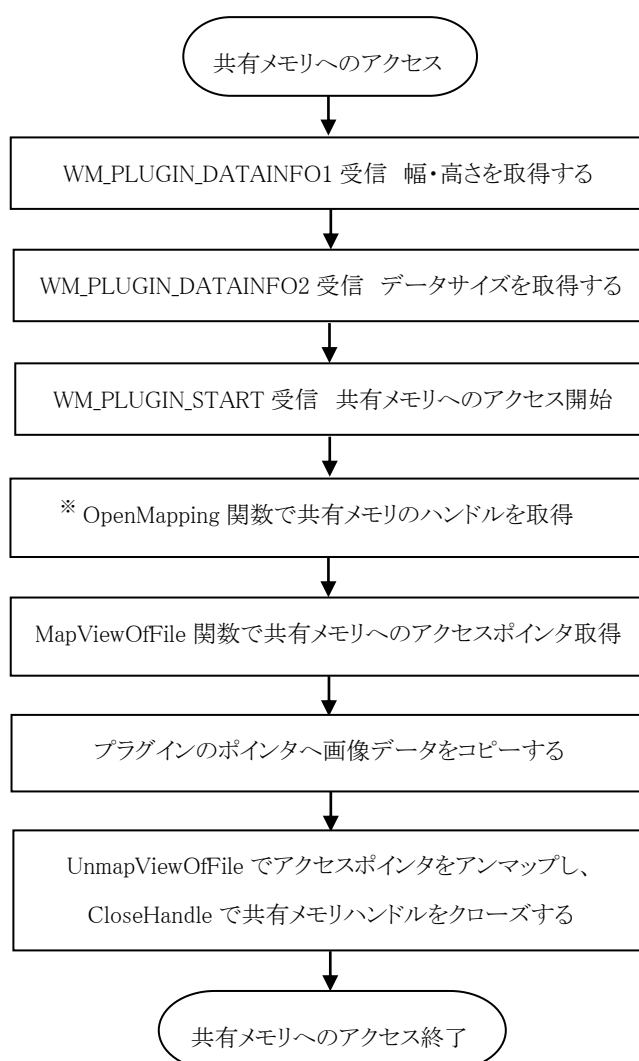 共有メモリへのアクセス
WM_PLUGIN_DATAINFO1 受信　幅・高さを取得する
WM_PLUGIN_DATAINFO2 受信　データサイズを取得する
WM_PLUGIN_START 受信　共有メモリへのアクセス開始
※ OpenMapping 関数で共有メモリのハンドルを取得
MapViewOfFile 関数で共有メモリへのアクセスポインタ取得
プラグインのポインタへ画像データをコピーする
UnmapViewOfFile でアクセスポインタをアンマップし、
CloseHandle で共有メモリハンドルをクローズする
共有メモリへのアクセス終了